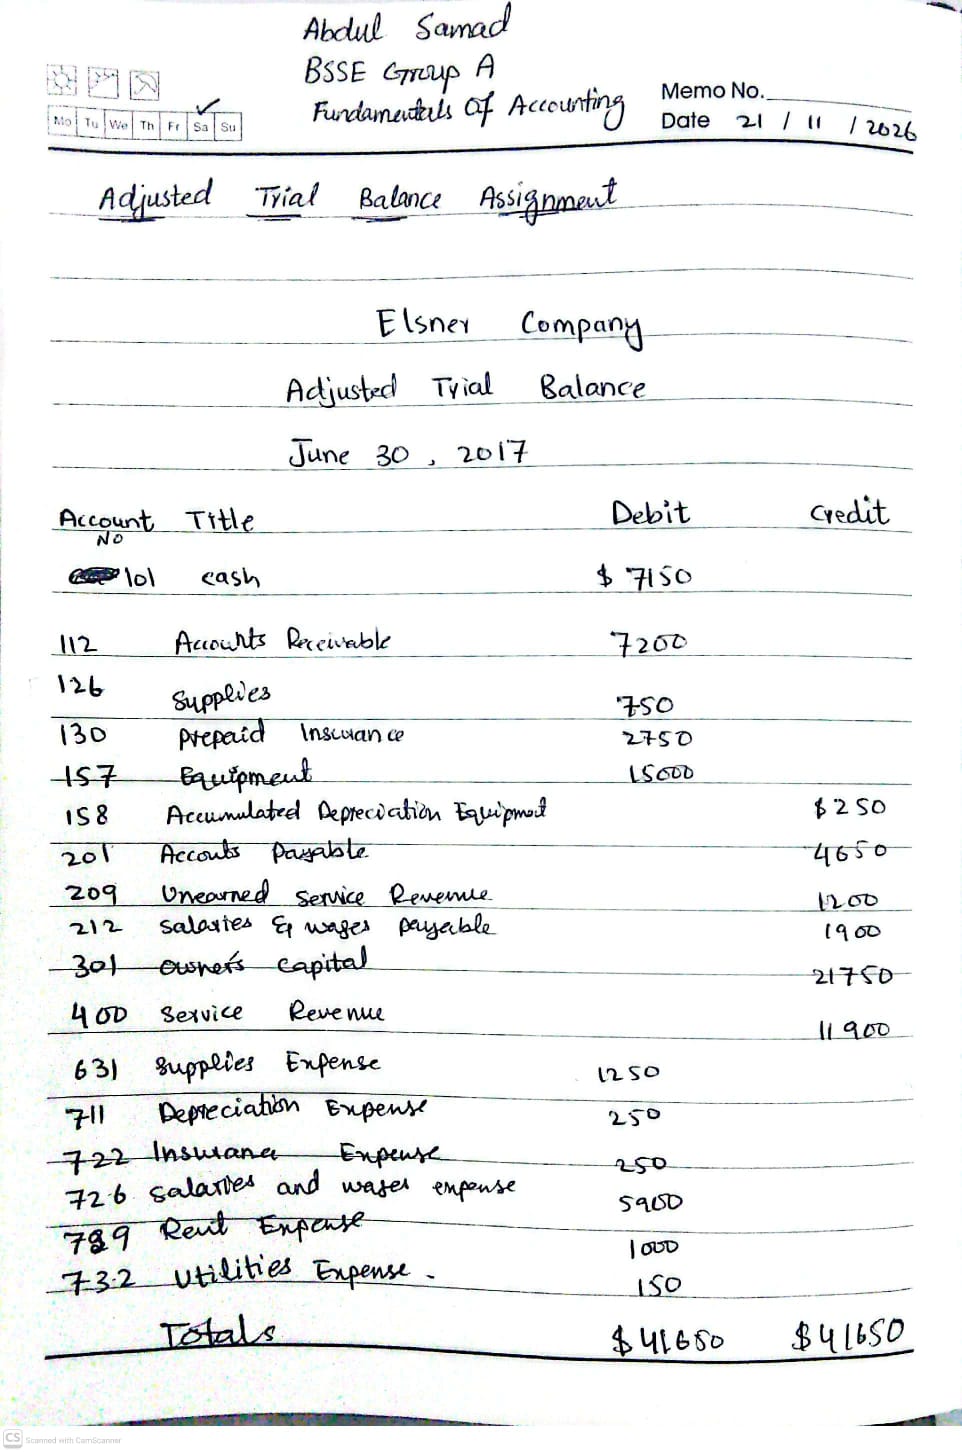 Abdul Samad
BSSE Group A
Fundamentals Of Accounting
Memo No.
Mo Tu We Th Fr Sa Su
Date 21 / 11 / 2026
Adjusted Trial Balance Assignment
Elsner Company
Adjusted Trial Balance
June 30, 2017
Account No Title Debit Credit
101 cash $ 7150
112 Accounts Receivable 7200
126 Supplies 750
130 prepaid Insurance 2750
157 Equipment 15000
158 Accumulated Depreciation Equipment $250
201 Accouts Payable 4650
209 Unearned Service Revenue 1200
212 Salaries & wages payable 1900
301 owner's capital 21750
400 Service Revenue 11900
631 Supplies Expense 1250
711 Depreciation Expense 250
722 Insurance Expense 250
726 Salaries and wages expense 5900
729 Rent Expense 1000
732 Utilities Expense. 150
Totals $41650 $41650
CS Scanned with CamScanner